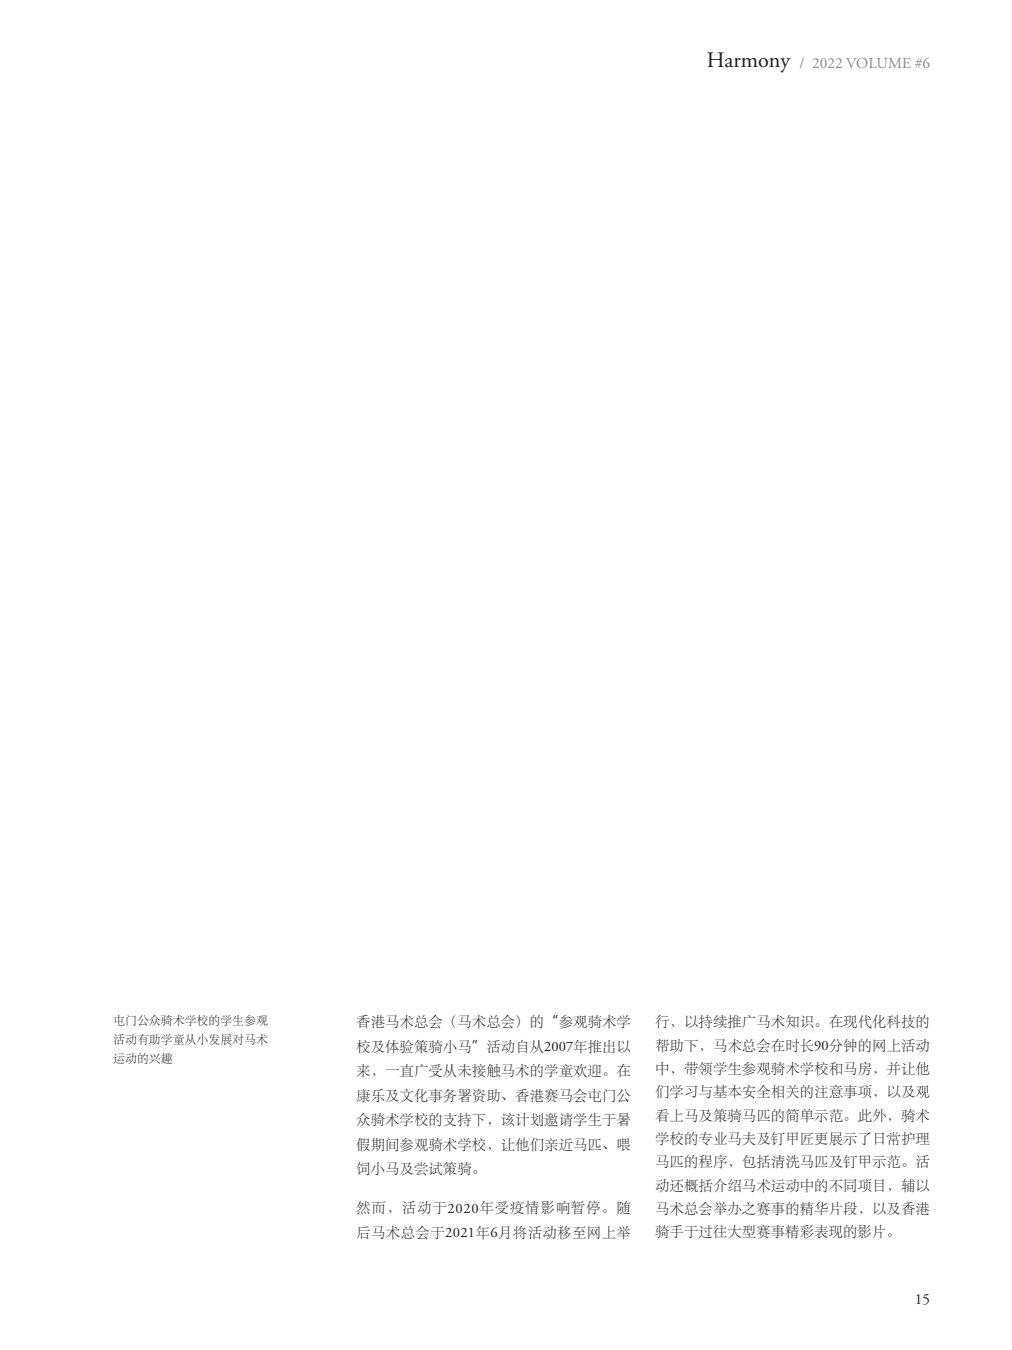 Harmony / 2022 VOLUME #6
屯门公众骑术学校的学生参观
活动有助学童从小发展对马术
运动的兴趣
香港马术总会（马术总会）的“参观骑术学
校及体验策骑小马”活动自从2007年推出以
来，一直广受从未接触马术的学童欢迎。在
康乐及文化事务署资助、香港赛马会屯门公
众骑术学校的支持下，该计划邀请学生于暑
假期间参观骑术学校，让他们亲近马匹、喂
饲小马及尝试策骑。
然而，活动于2020年受疫情影响暂停。随
后马术总会于2021年6月将活动移至网上举
行，以持续推广马术知识。在现代化科技的
帮助下，马术总会在时长90分钟的网上活动
中，带领学生参观骑术学校和马房，并让他
们学习与基本安全相关的注意事项，以及观
看上马及策骑马匹的简单示范。此外，骑术
学校的专业马夫及钉甲匠更展示了日常护理
马匹的程序，包括清洗马匹及钉甲示范。活
动还概括介绍马术运动中的不同项目，辅以
马术总会举办之赛事的精华片段，以及香港
骑手于过往大型赛事精彩表现的影片。
15